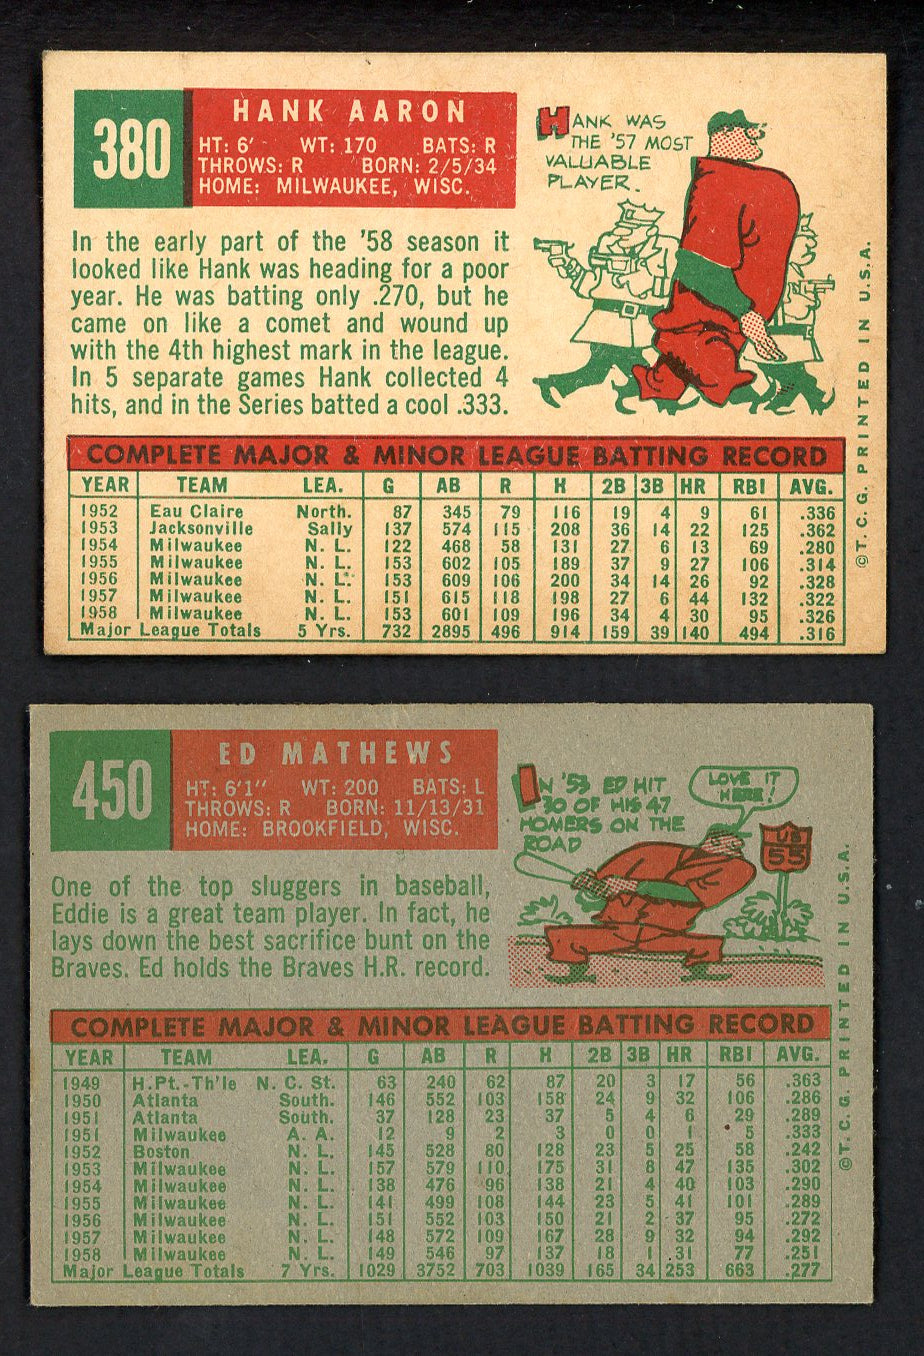 380
HANK AARON
HT: 6' WT: 170 BATS: R
THROWS: R BORN: 2/5/34
HOME: MILWAUKEE, WISC.
HANK WAS
THE '57 MOST
VALUABLE
PLAYER.
In the early part of the '58 season it
looked like Hank was heading for a poor
year. He was batting only .270, but he
came on like a comet and wound up
with the 4th highest mark in the league.
In 5 separate games Hank collected 4
hits, and in the Series batted a cool .333.
COMPLETE MAJOR & MINOR LEAGUE BATTING RECORD
YEAR TEAM LEA. G AB R H 2B 3B HR RBI AVG.
1952 Eau Claire North. 87 345 79 116 19 4 9 61 .336
1953 Jacksonville Sally 137 574 115 208 36 14 22 125 .362
1954 Milwaukee N. L. 122 468 58 131 27 6 13 69 .280
1955 Milwaukee N. L. 153 602 105 189 37 9 27 106 .314
1956 Milwaukee N. L. 153 609 106 200 34 14 26 92 .328
1957 Milwaukee N. L. 151 615 118 198 27 6 44 132 .322
1958 Milwaukee N. L. 153 601 109 196 34 4 30 95 .326
Major League Totals 5 Yrs. 732 2895 496 914 159 39 140 494 .316
©T. C. G. PRINTED IN U.S.A.
450
ED MATHEWS
HT: 6'1" WT: 200 BATS: L
THROWS: R BORN: 11/13/31
HOME: BROOKFIELD, WISC.
IN '53 ED HIT
30 OF HIS 47
HOMERS ON THE
ROAD
LOVE IT
HERE!
US
55
One of the top sluggers in baseball,
Eddie is a great team player. In fact, he
lays down the best sacrifice bunt on the
Braves. Ed holds the Braves H.R. record.
COMPLETE MAJOR & MINOR LEAGUE BATTING RECORD
YEAR TEAM LEA. G AB R H 2B 3B HR RBI AVG.
1949 H.Pt.-Th'le N. C. St. 63 240 62 87 20 3 17 56 .363
1950 Atlanta South. 146 552 103 158 24 9 32 106 .286
1951 Atlanta South. 37 128 23 37 5 4 6 29 .289
1951 Milwaukee A. A. 12 9 2 3 0 0 1 5 .333
1952 Boston N. L. 145 528 80 128 23 5 25 58 .242
1953 Milwaukee N. L. 157 579 110 175 31 8 47 135 .302
1954 Milwaukee N. L. 138 476 96 138 21 4 40 103 .290
1955 Milwaukee N. L. 141 499 108 144 23 5 41 101 .289
1956 Milwaukee N. L. 151 552 103 150 21 2 37 95 .272
1957 Milwaukee N. L. 148 572 109 167 28 9 32 94 .292
1958 Milwaukee N. L. 149 546 97 137 18 1 31 77 .251
Major League Totals 7 Yrs. 1029 3752 703 1039 165 34 253 663 .277
©T. C. G. PRINTED IN U.S.A.